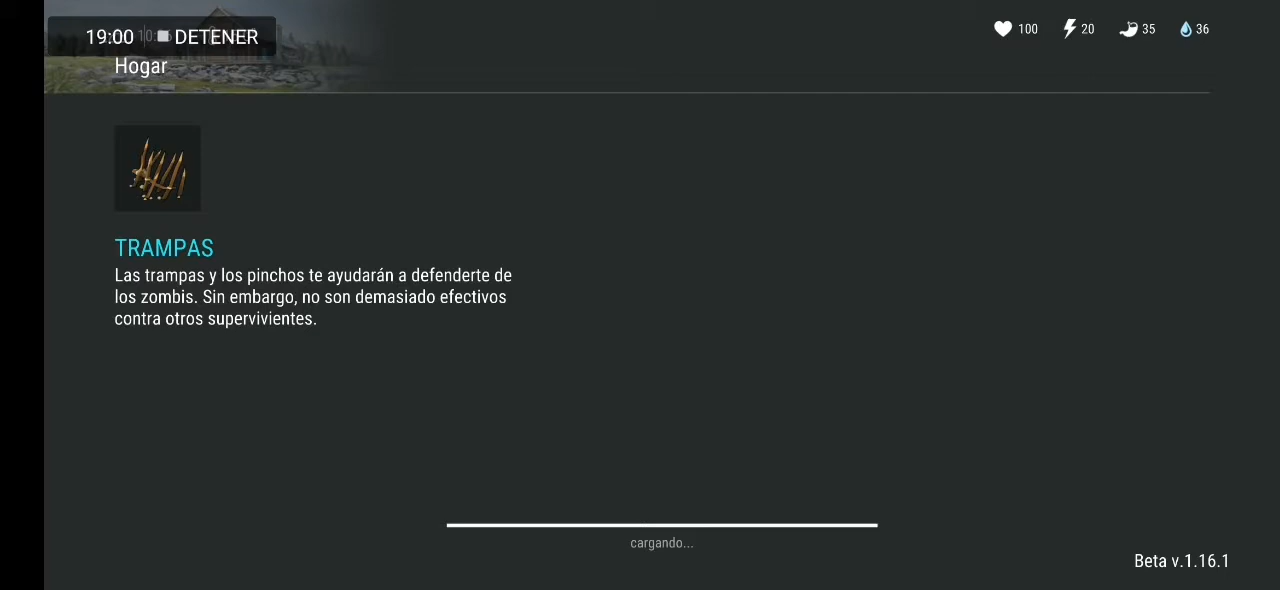 19:00 DETENER
100 20 35 36
Hogar
TRAMPAS
Las trampas y los pinchos te ayudarán a defenderte de
los zombis. Sin embargo, no son demasiado efectivos
contra otros supervivientes.
cargando...
Beta v.1.16.1